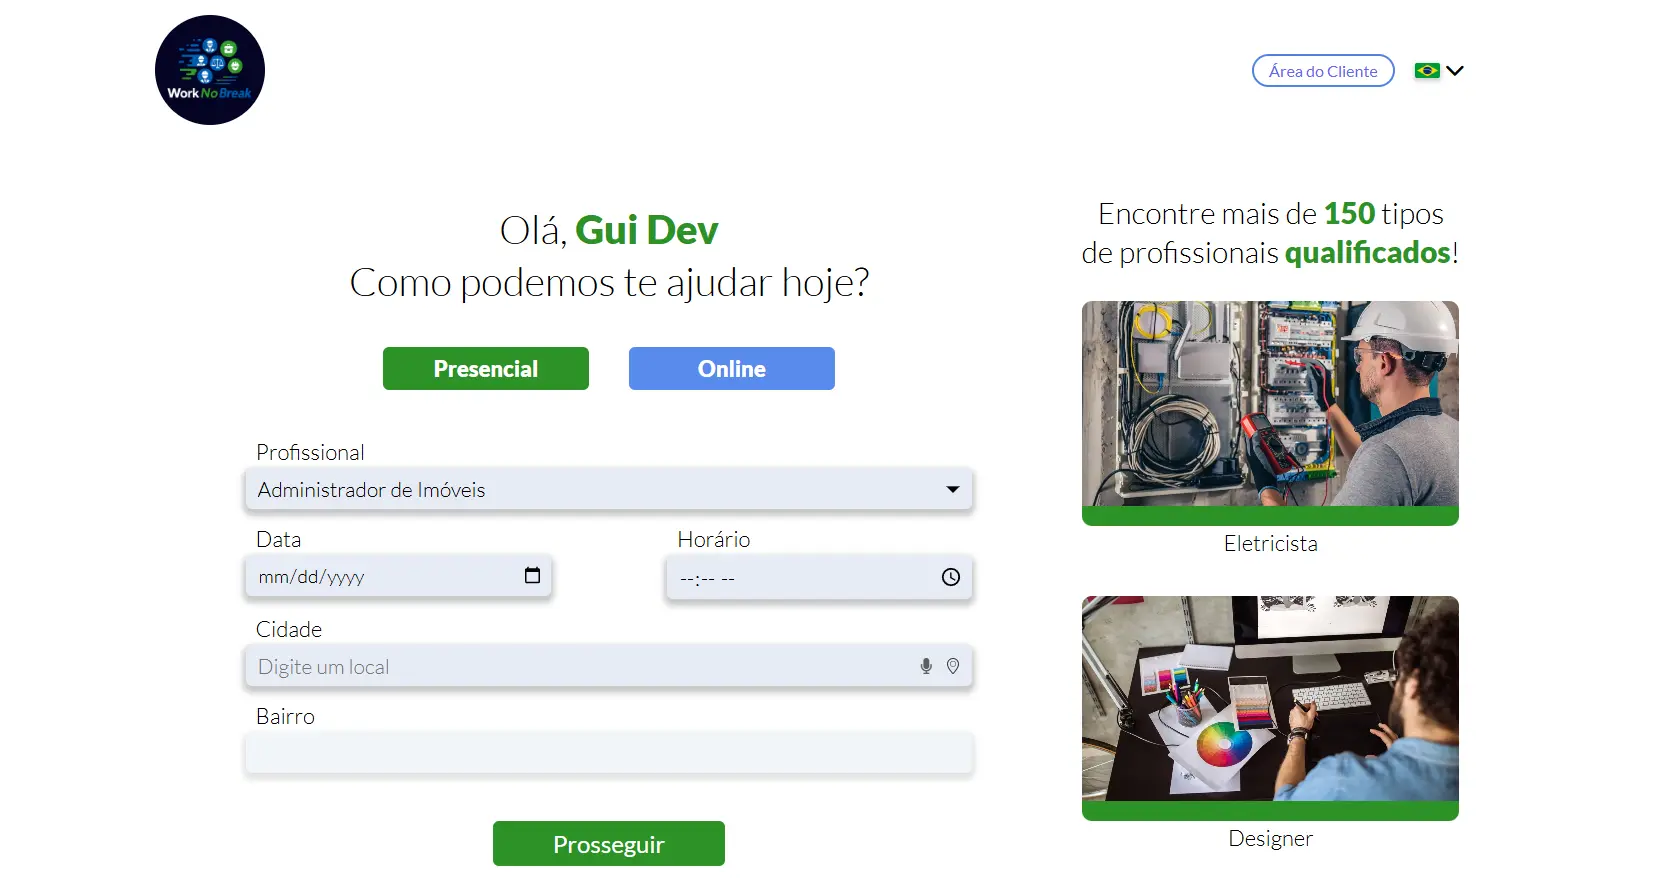 Work No Break
Área do Cliente
Olá, Gui Dev
Como podemos te ajudar hoje?
Presencial
Online
Profissional
Administrador de Imóveis
Data
Horário
mm/dd/yyyy
--:-- --
Cidade
Digite um local
Bairro
Prosseguir
Encontre mais de 150 tipos
de profissionais qualificados!
Eletricista
Designer